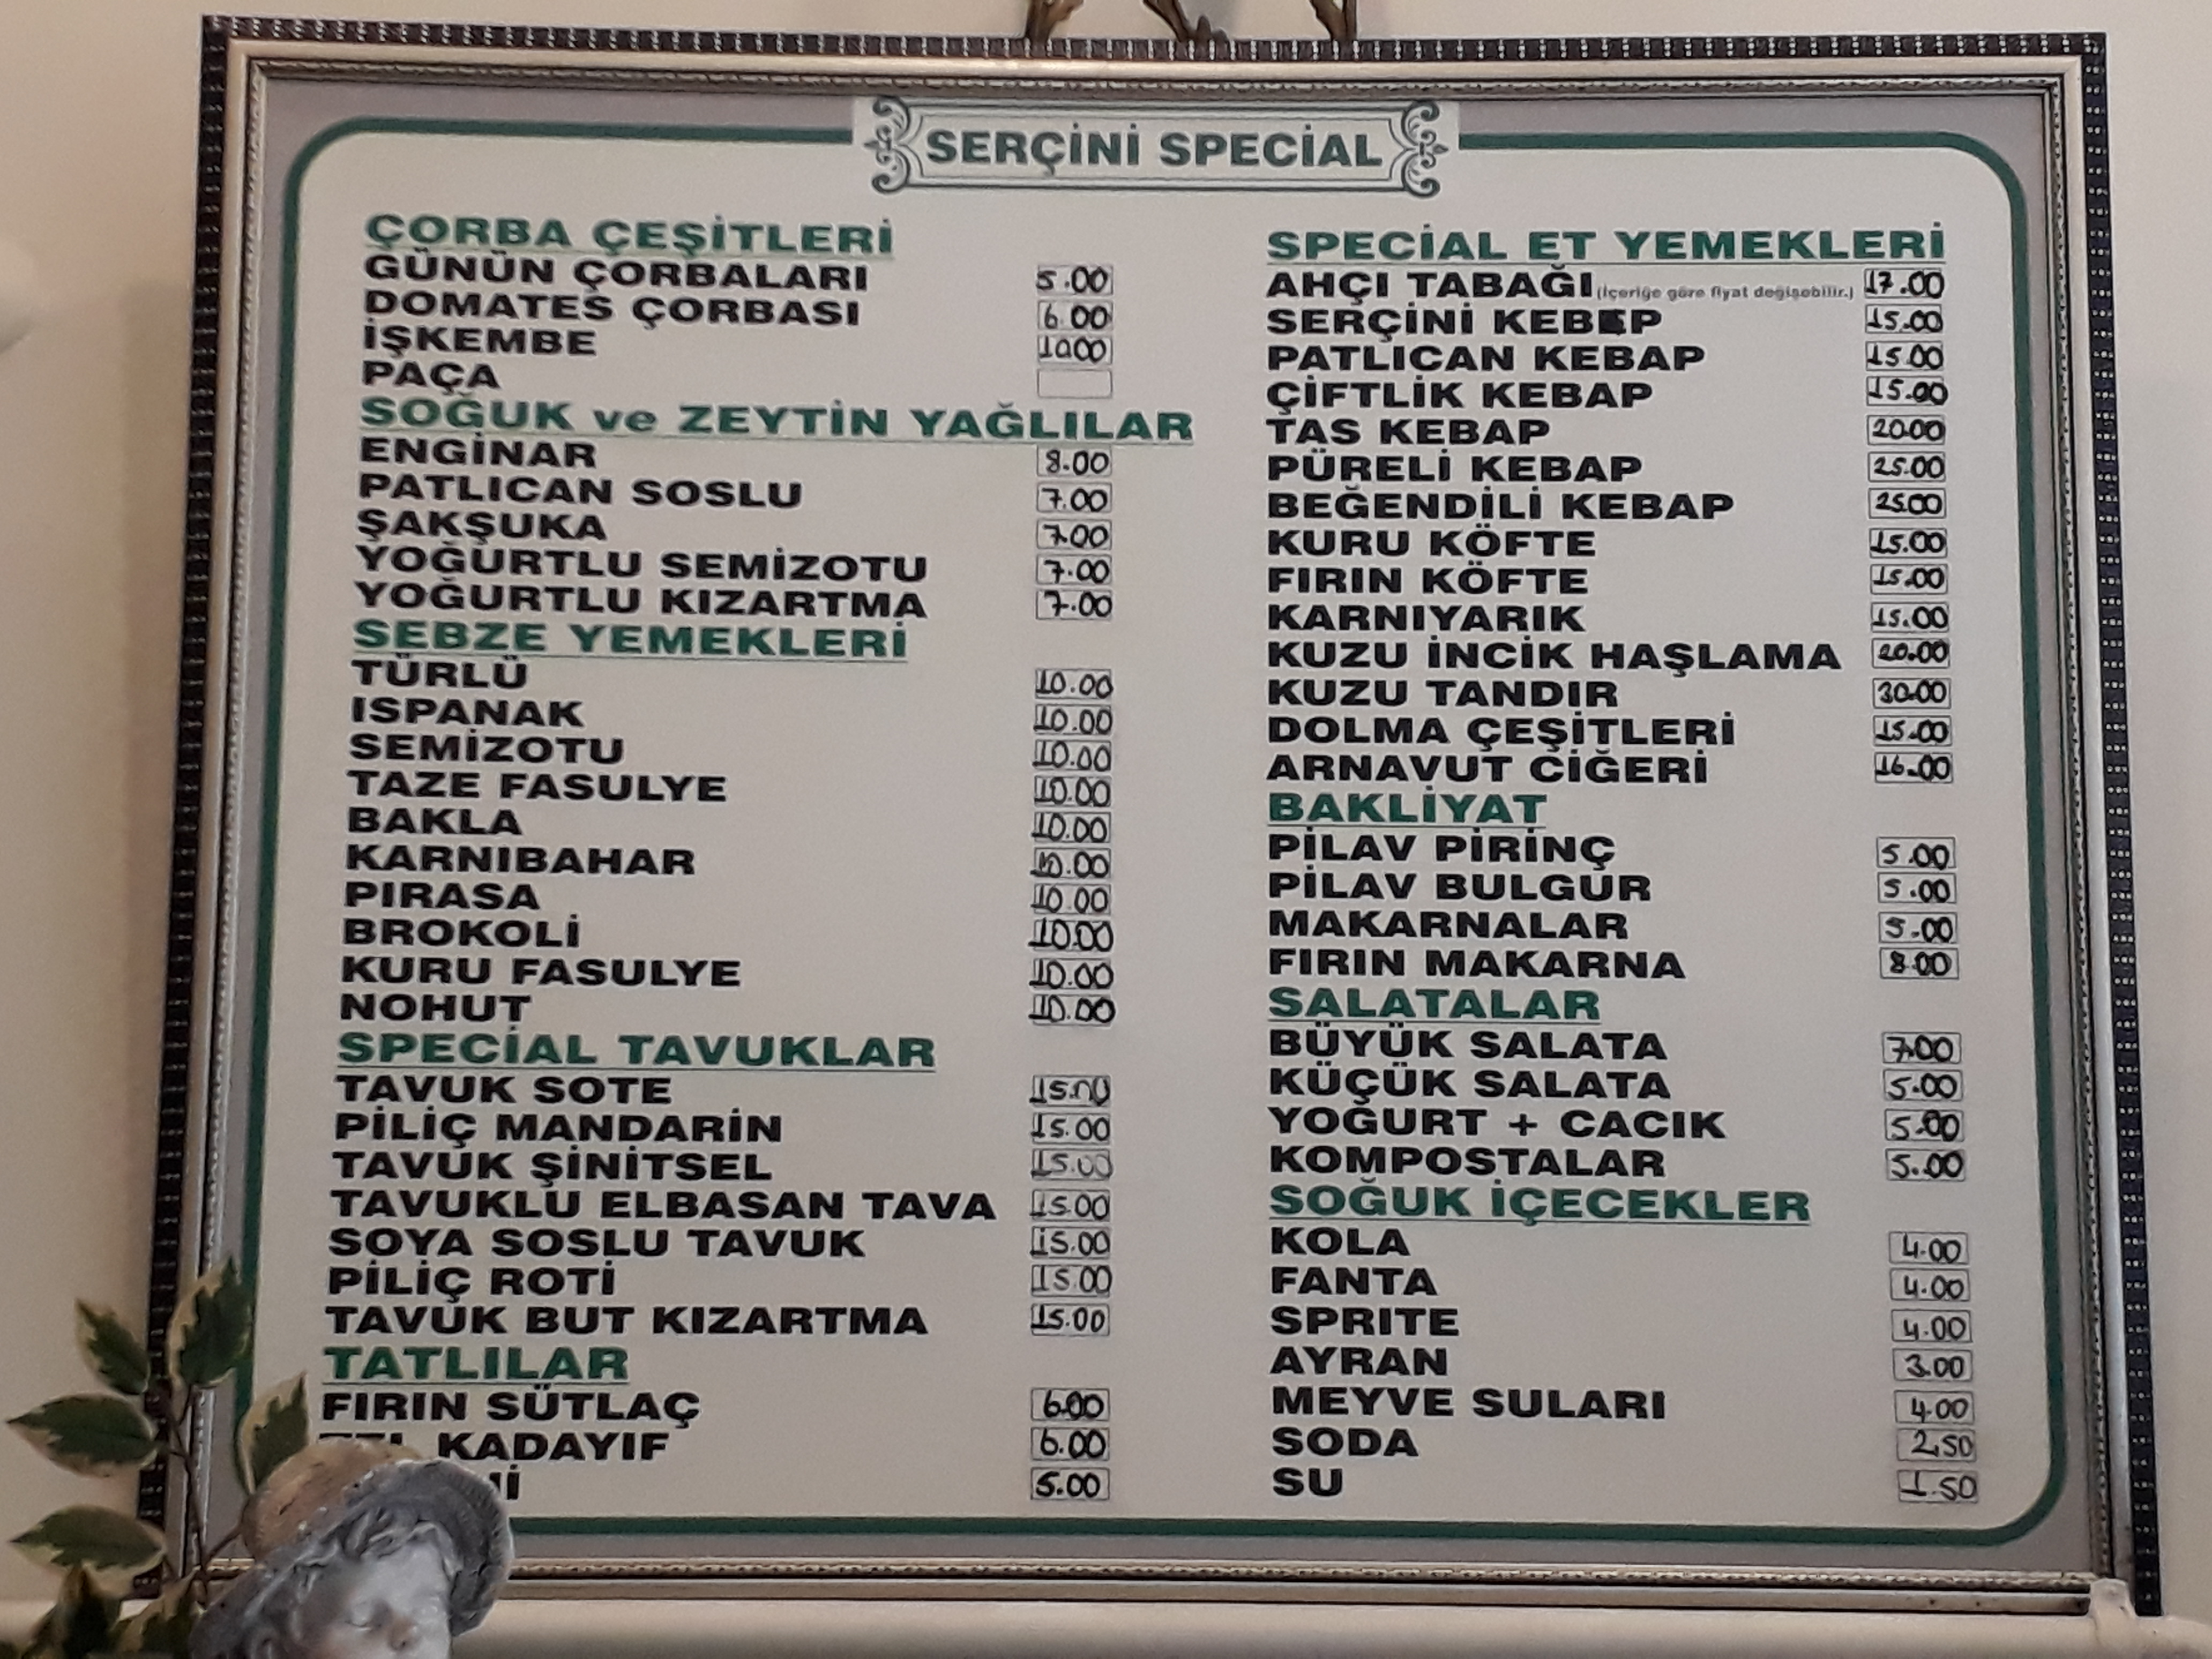 SERÇİNİ SPECİAL
ÇORBA ÇEŞİTLERİ
GÜNÜN ÇORBALARI 5.00
DOMATES ÇORBASI 6.00
İŞKEMBE 10.00
PAÇA
SOĞUK ve ZEYTİN YAĞLILAR
ENGİNAR 8.00
PATLICAN SOSLU 7.00
ŞAKŞUKA 7.00
YOĞURTLU SEMİZOTU 7.00
YOĞURTLU KIZARTMA 7.00
SEBZE YEMEKLERİ
TÜRLÜ 10.00
ISPANAK 10.00
SEMİZOTU 10.00
TAZE FASULYE 10.00
BAKLA 10.00
KARNIBAHAR 10.00
PIRASA 10.00
BROKOLİ 10.00
KURU FASULYE 10.00
NOHUT 10.00
SPECİAL TAVUKLAR
TAVUK SOTE 15.00
PİLİÇ MANDARİN 15.00
TAVUK ŞİNİTSEL 15.00
TAVUKLU ELBASAN TAVA 15.00
SOYA SOSLU TAVUK 15.00
PİLİÇ ROTİ 15.00
TAVUK BUT KIZARTMA 15.00
TATLILAR
FIRIN SÜTLAÇ 6.00
KADAYIF 6.00
5.00
SPECİAL ET YEMEKLERİ
AHÇI TABAĞI (İçeriğe göre fiyat değişebilir.) 17.00
SERÇİNİ KEBEP 15.00
PATLICAN KEBAP 15.00
ÇİFTLİK KEBAP 15.00
TAS KEBAP 20.00
PÜRELİ KEBAP 25.00
BEĞENDİLİ KEBAP 25.00
KURU KÖFTE 15.00
FIRIN KÖFTE 15.00
KARNIYARIK 15.00
KUZU İNCİK HAŞLAMA 20.00
KUZU TANDIR 30.00
DOLMA ÇEŞİTLERİ 15.00
ARNAVUT CİĞERİ 16.00
BAKLİYAT
PİLAV PİRİNÇ 5.00
PİLAV BULGUR 5.00
MAKARNALAR 5.00
FIRIN MAKARNA 8.00
SALATALAR
BÜYÜK SALATA 7.00
KÜÇÜK SALATA 5.00
YOĞURT + CACIK 5.00
KOMPOSTALAR 5.00
SOĞUK İÇECEKLER
KOLA 4.00
FANTA 4.00
SPRITE 4.00
AYRAN 3.00
MEYVE SULARI 4.00
SODA 2.50
SU 1.50